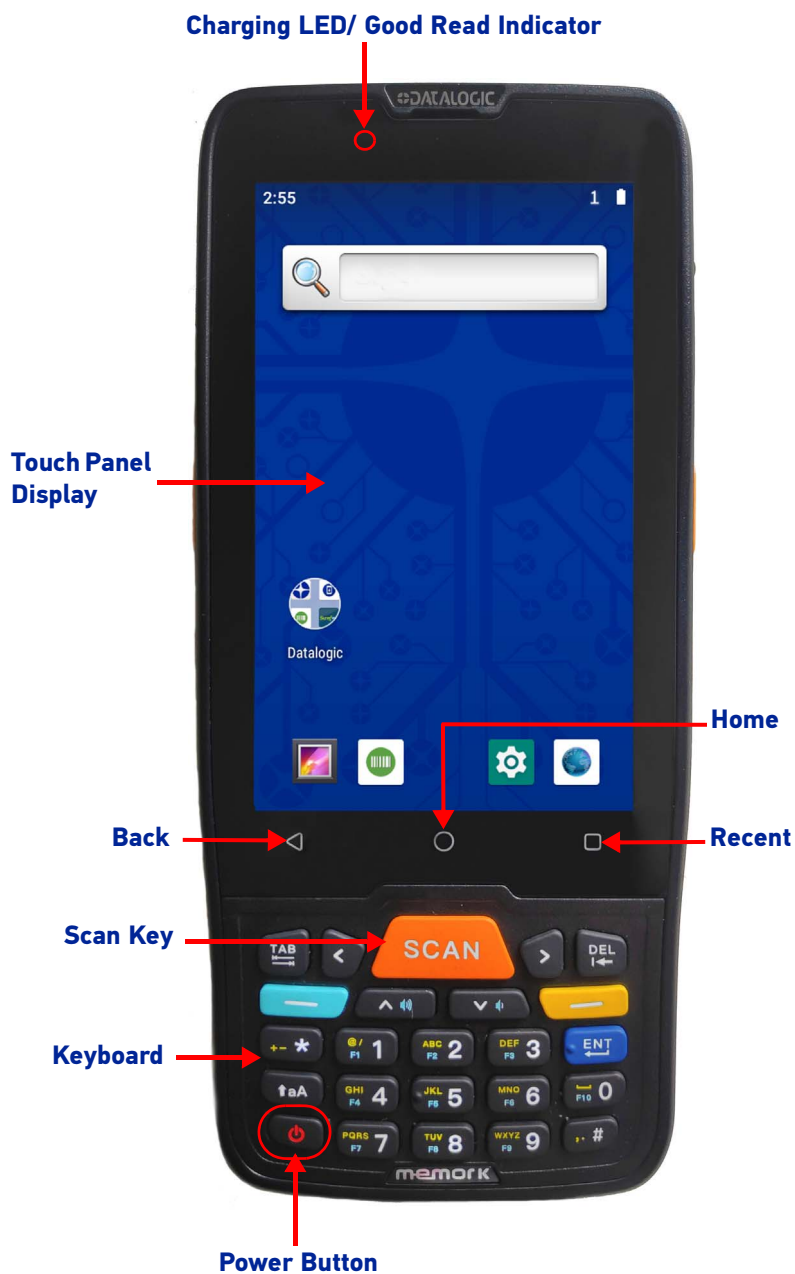 Charging LED/ Good Read Indicator
DATALOGIC
2:55 1
Touch Panel
Display
Datalogic
Home
Back
Recent
Scan Key
TAB < SCAN > DEL
Keyboard
+- * @/ F1 1 ABC F2 2 DEF F3 3 ENT
aA GHI F4 4 JKL F5 5 MNO F6 6 F10 0
PQRS F7 7 TUV F8 8 WXYZ F9 9 ,. #
memor K
Power Button